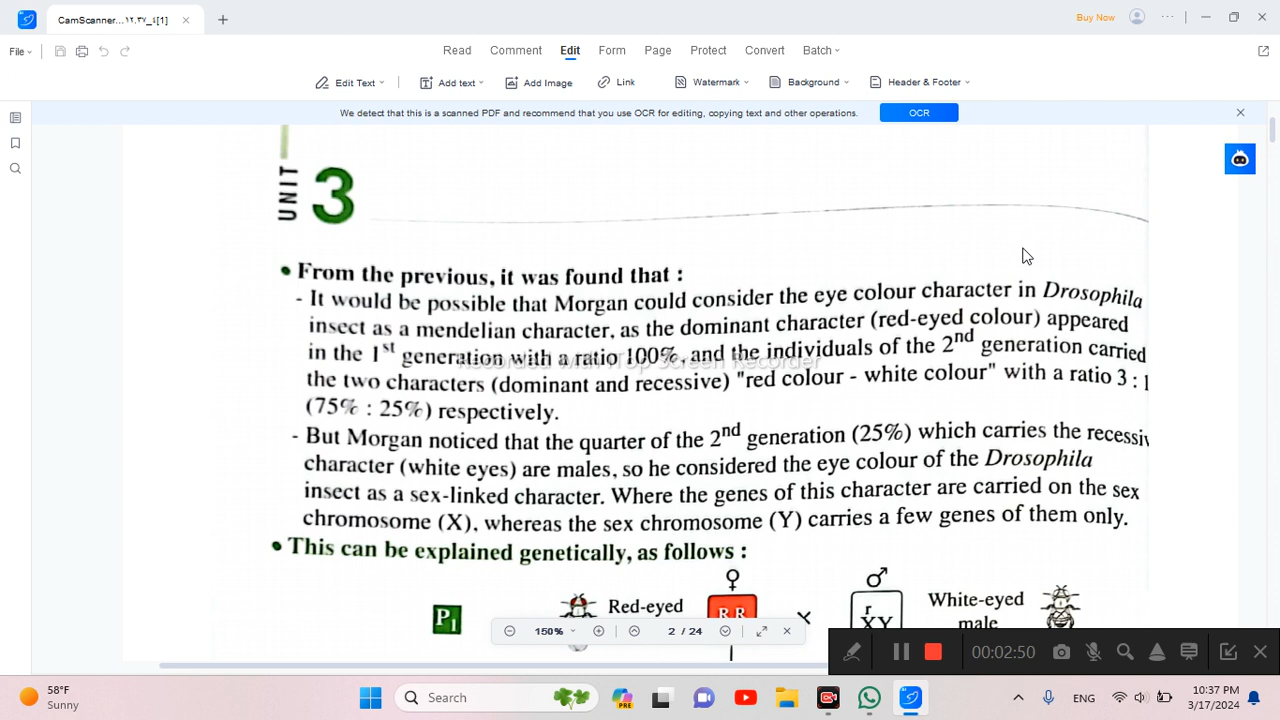 CamScanner...
Buy Now
File
Read Comment Edit Form Page Protect Convert Batch
Edit Text Add text Add Image Link Watermark Background Header & Footer
We detect that this is a scanned PDF and recommend that you use OCR for editing, copying text and other operations. OCR
UNIT 3
• From the previous, it was found that :
- It would be possible that Morgan could consider the eye colour character in Drosophila
insect as a mendelian character, as the dominant character (red-eyed colour) appeared
in the 1st generation with a ratio 100%, and the individuals of the 2nd generation carried
the two characters (dominant and recessive) "red colour - white colour" with a ratio 3 : 1
(75% : 25%) respectively.
- But Morgan noticed that the quarter of the 2nd generation (25%) which carries the recessiv
character (white eyes) are males, so he considered the eye colour of the Drosophila
insect as a sex-linked character. Where the genes of this character are carried on the sex
chromosome (X), whereas the sex chromosome (Y) carries a few genes of them only.
Recorded with iTop Screen Recorder
• This can be explained genetically, as follows :
♀ ♂
P1 Red-eyed R R × r XY White-eyed
male
150% 2 / 24
00:02:50
58°F
Sunny
Search
PRE
ENG
10:37 PM
3/17/2024